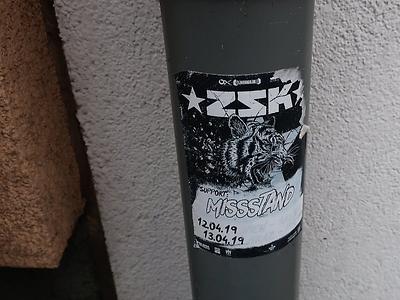 ZSK
SUPPORT:
MISSSTAND
12.04.19
13.04.19